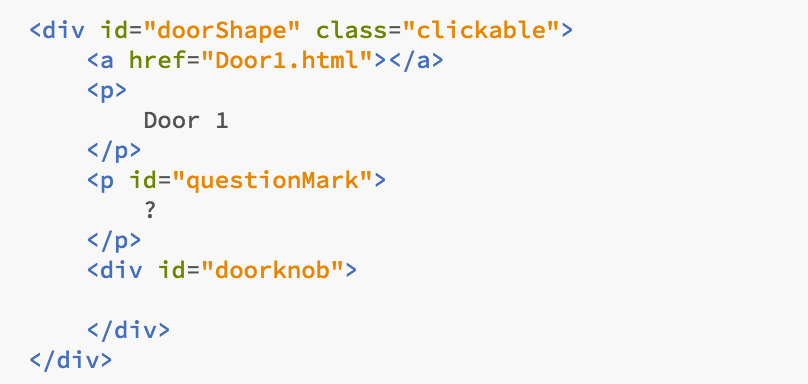 <div id="doorShape" class="clickable">
    <a href="Door1.html"></a>
    <p>
        Door 1
    </p>
    <p id="questionMark">
        ?
    </p>
    <div id="doorknob">

    </div>
</div>